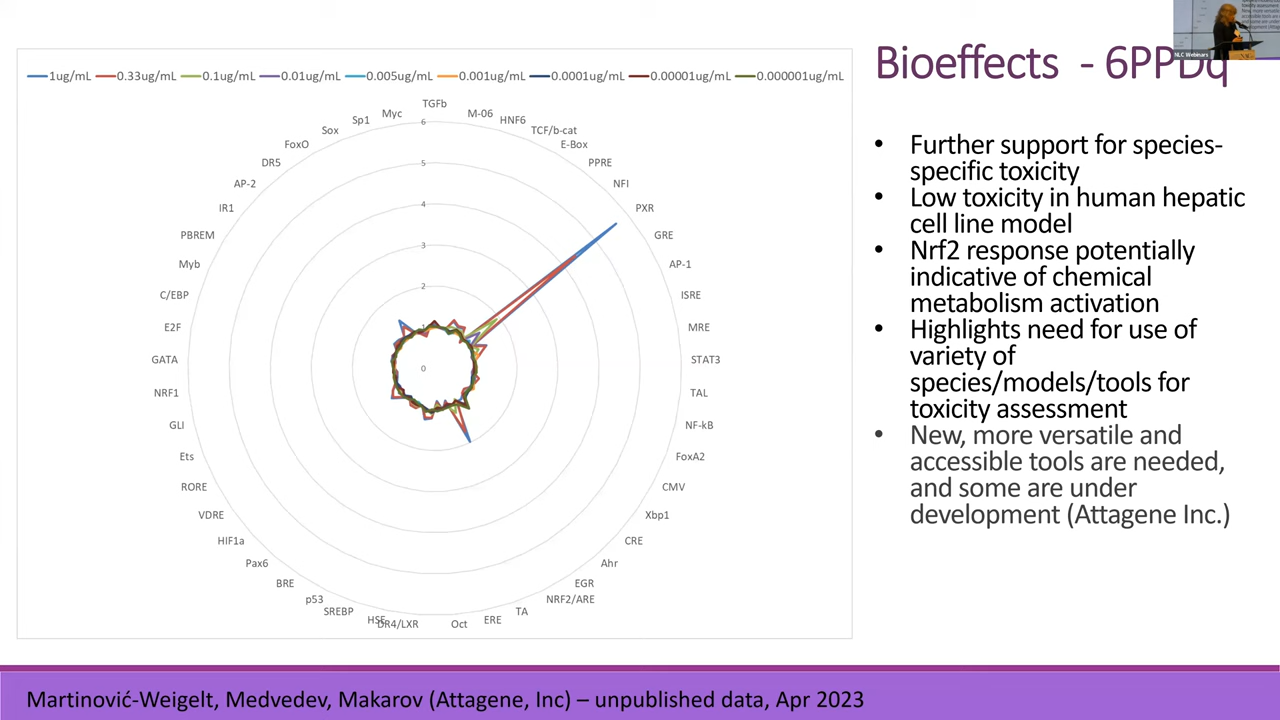 Bioeffects - 6PPDq
NLC Webinars
1ug/mL 0.33ug/mL 0.1ug/mL 0.01ug/mL 0.005ug/mL 0.001ug/mL 0.0001ug/mL 0.00001ug/mL 0.000001ug/mL
TGFb
M-06
HNF6
TCF/b-cat
E-Box
PPRE
NFI
PXR
GRE
AP-1
ISRE
MRE
STAT3
TAL
NF-kB
FoxA2
CMV
Xbp1
CRE
Ahr
EGR
NRF2/ARE
TA
ERE
Oct
DR4/LXR
HSE
SREBP
p53
BRE
Pax6
HIF1a
VDRE
RORE
Ets
GLI
NRF1
GATA
E2F
C/EBP
Myb
PBREM
IR1
AP-2
DR5
FoxO
Sox
Sp1
Myc
6
5
4
3
2
1
0
• Further support for species-
specific toxicity
• Low toxicity in human hepatic
cell line model
• Nrf2 response potentially
indicative of chemical
metabolism activation
• Highlights need for use of
variety of
species/models/tools for
toxicity assessment
• New, more versatile and
accessible tools are needed,
and some are under
development (Attagene Inc.)
Martinović-Weigelt, Medvedev, Makarov (Attagene, Inc) – unpublished data, Apr 2023